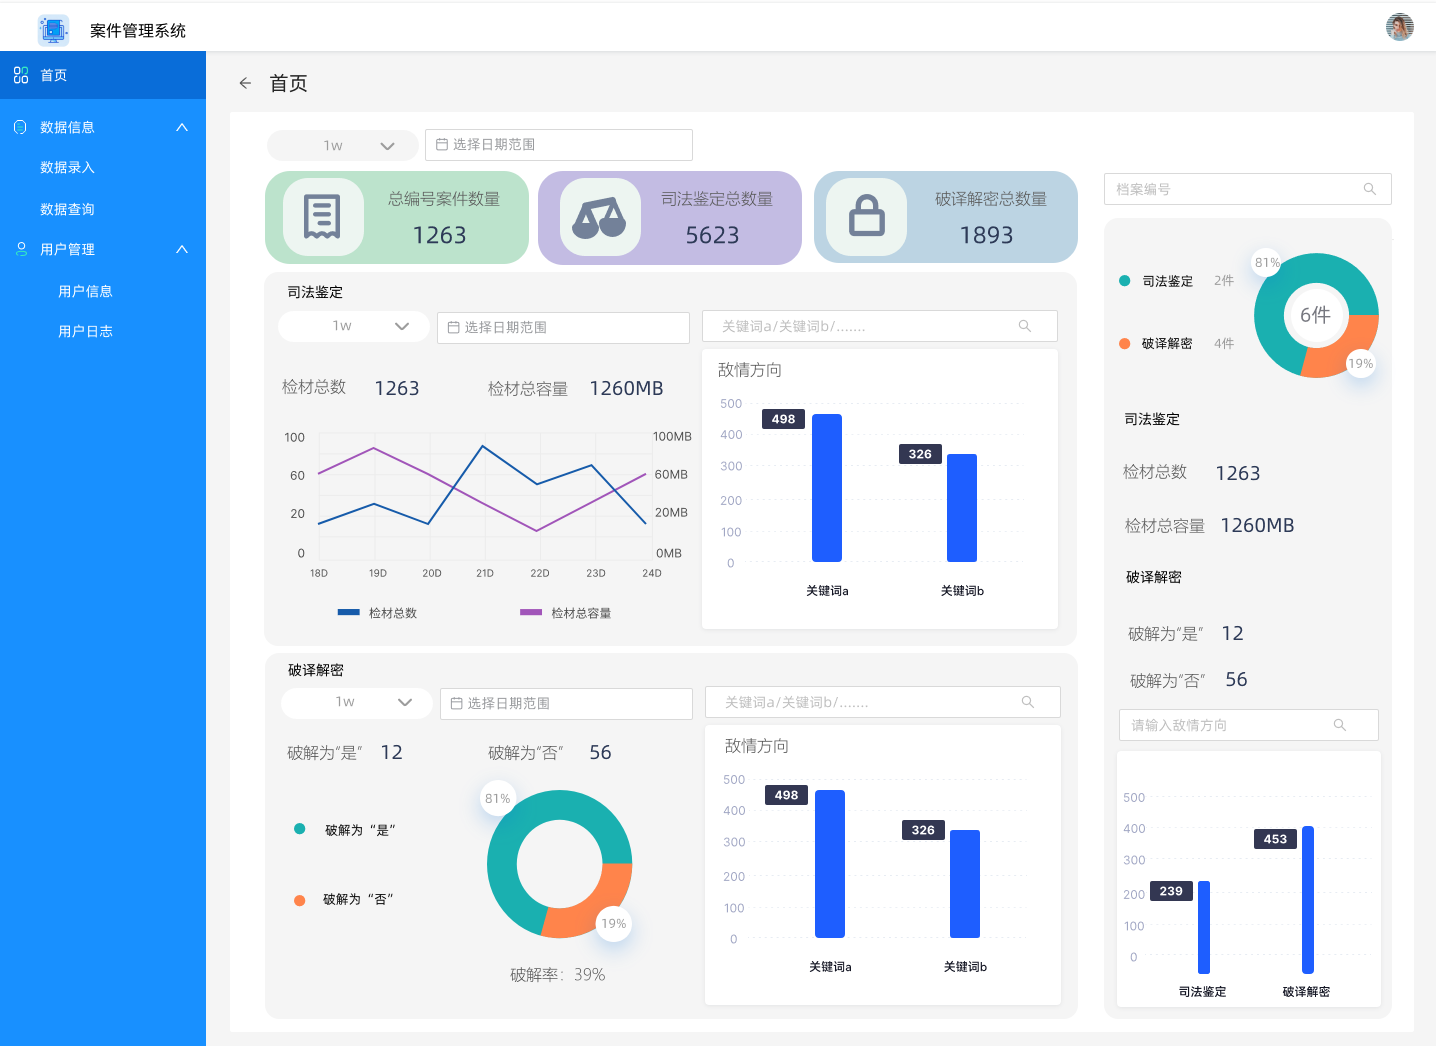 案件管理系统
首页
数据信息
数据录入
数据查询
用户管理
用户信息
用户日志
首页
1w
选择日期范围
总编号案件数量
1263
司法鉴定总数量
5623
破译解密总数量
1893
司法鉴定
1w
选择日期范围
关键词a/关键词b/.......
检材总数 1263
检材总容量 1260MB
100
60
20
0
100MB
60MB
20MB
0MB
18D 19D 20D 21D 22D 23D 24D
检材总数
检材总容量
敌情方向
500
400
300
200
100
0
498
326
关键词a
关键词b
破译解密
1w
选择日期范围
关键词a/关键词b/.......
破解为“是” 12
破解为“否” 56
破解为“是”
破解为“否”
81%
19%
破解率：39%
敌情方向
500
400
300
200
100
0
498
326
关键词a
关键词b
档案编号
司法鉴定 2件
破译解密 4件
81%
6件
19%
司法鉴定
检材总数 1263
检材总容量 1260MB
破译解密
破解为“是” 12
破解为“否” 56
请输入敌情方向
500
400
300
200
100
0
239
453
司法鉴定
破译解密